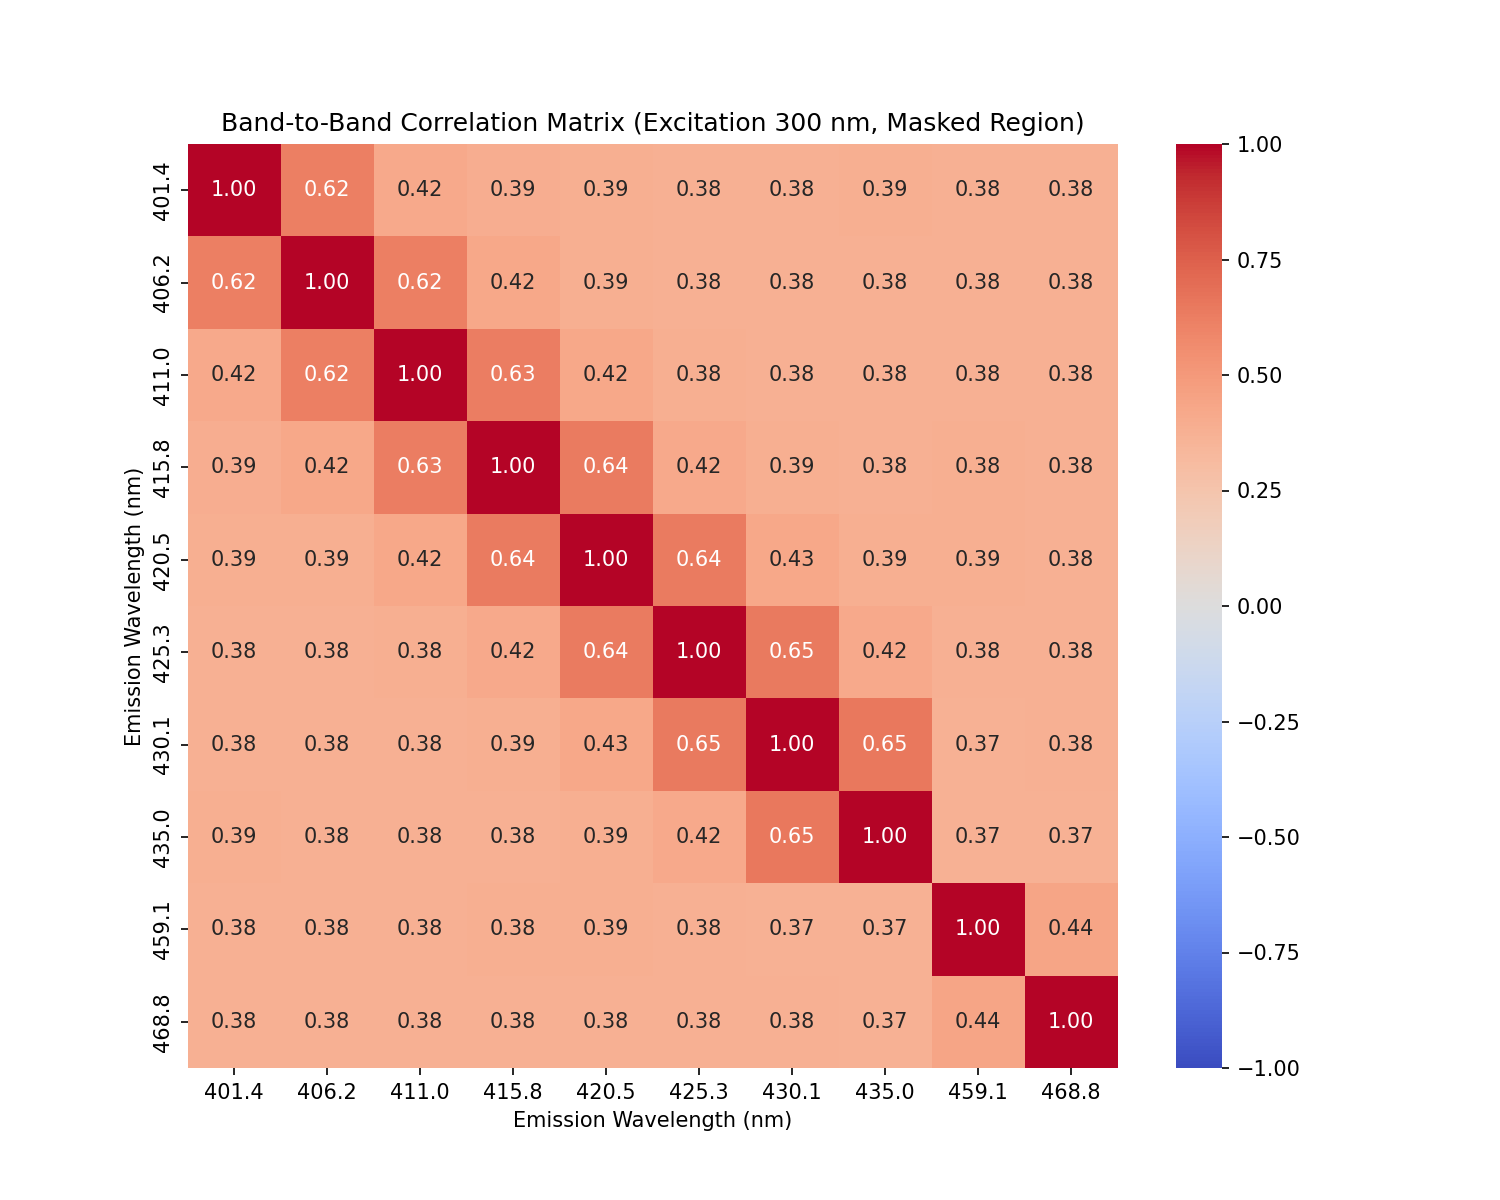 Band-to-Band Correlation Matrix (Excitation 300 nm, Masked Region)
401.4 1.00 0.62 0.42 0.39 0.39 0.38 0.38 0.39 0.38 0.38
406.2 0.62 1.00 0.62 0.42 0.39 0.38 0.38 0.38 0.38 0.38
411.0 0.42 0.62 1.00 0.63 0.42 0.38 0.38 0.38 0.38 0.38
415.8 0.39 0.42 0.63 1.00 0.64 0.42 0.39 0.38 0.38 0.38
420.5 0.39 0.39 0.42 0.64 1.00 0.64 0.43 0.39 0.39 0.38
425.3 0.38 0.38 0.38 0.42 0.64 1.00 0.65 0.42 0.38 0.38
430.1 0.38 0.38 0.38 0.39 0.43 0.65 1.00 0.65 0.37 0.38
435.0 0.39 0.38 0.38 0.38 0.39 0.42 0.65 1.00 0.37 0.37
459.1 0.38 0.38 0.38 0.38 0.39 0.38 0.37 0.37 1.00 0.44
468.8 0.38 0.38 0.38 0.38 0.38 0.38 0.38 0.37 0.44 1.00
401.4 406.2 411.0 415.8 420.5 425.3 430.1 435.0 459.1 468.8
Emission Wavelength (nm)
Emission Wavelength (nm)
1.00
0.75
0.50
0.25
0.00
−0.25
−0.50
−0.75
−1.00